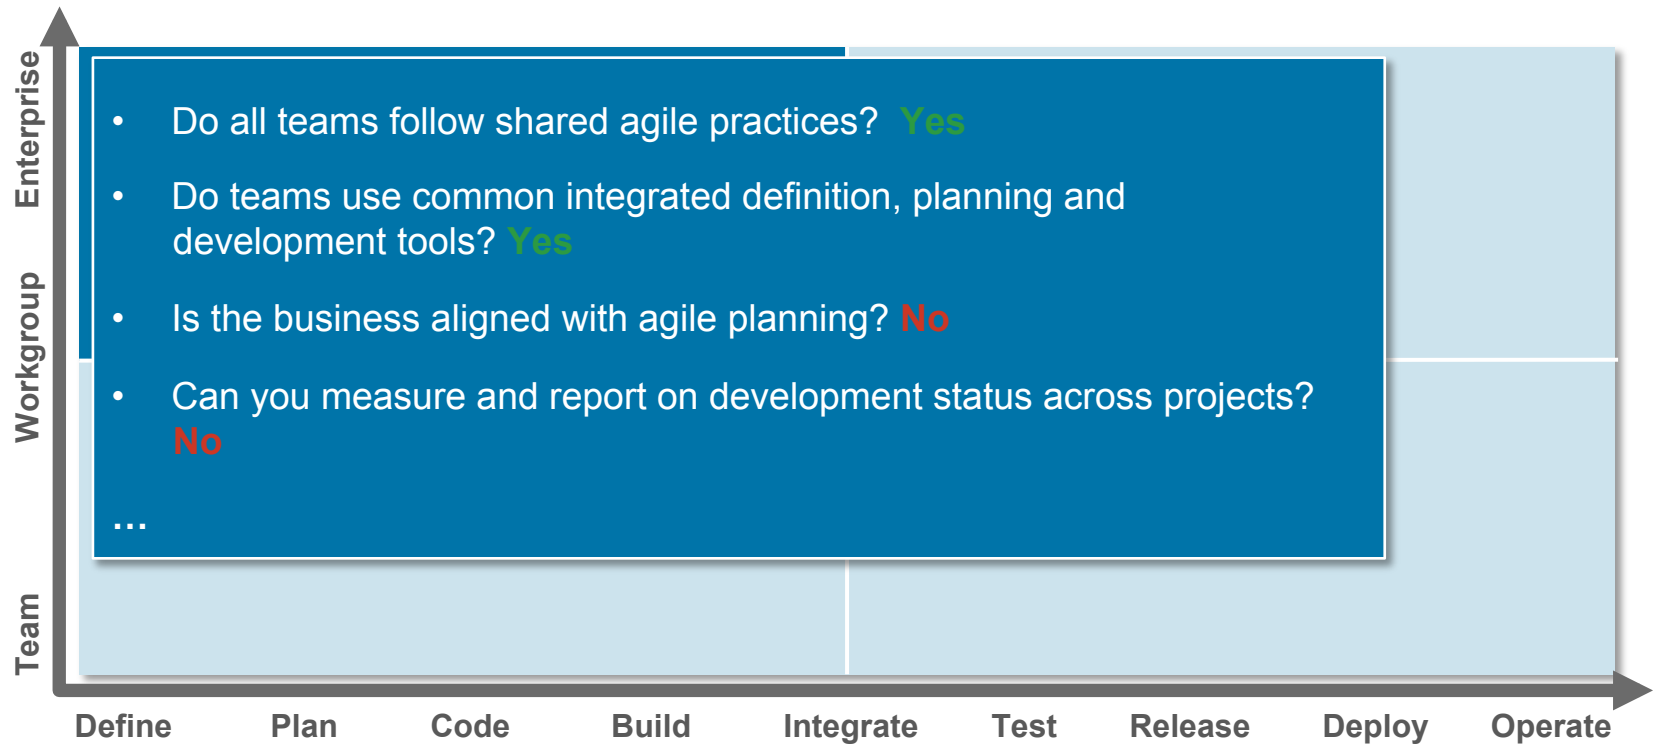 Enterprise
Workgroup
Team
• Do all teams follow shared agile practices? Yes
• Do teams use common integrated definition, planning and
development tools? Yes
• Is the business aligned with agile planning? No
• Can you measure and report on development status across projects?
No
...
Define Plan Code Build Integrate Test Release Deploy Operate